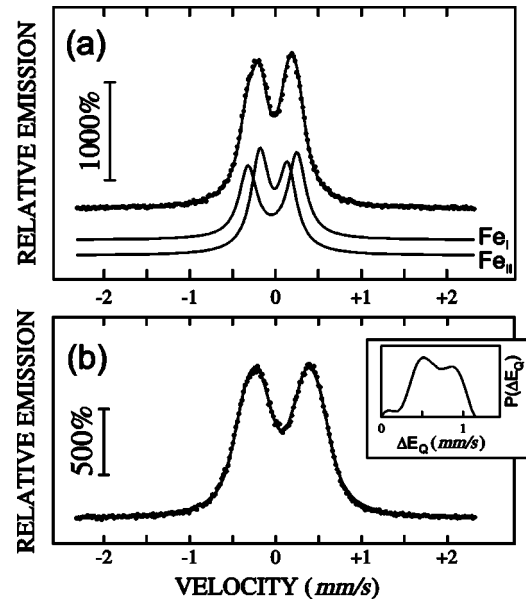 (a)
RELATIVE EMISSION
1000%
Fe_I
Fe_II
-2 -1 0 +1 +2
(b)
RELATIVE EMISSION
500%
P(ΔE_Q)
0 1
ΔE_Q (mm/s)
-2 -1 0 +1 +2
VELOCITY (mm/s)